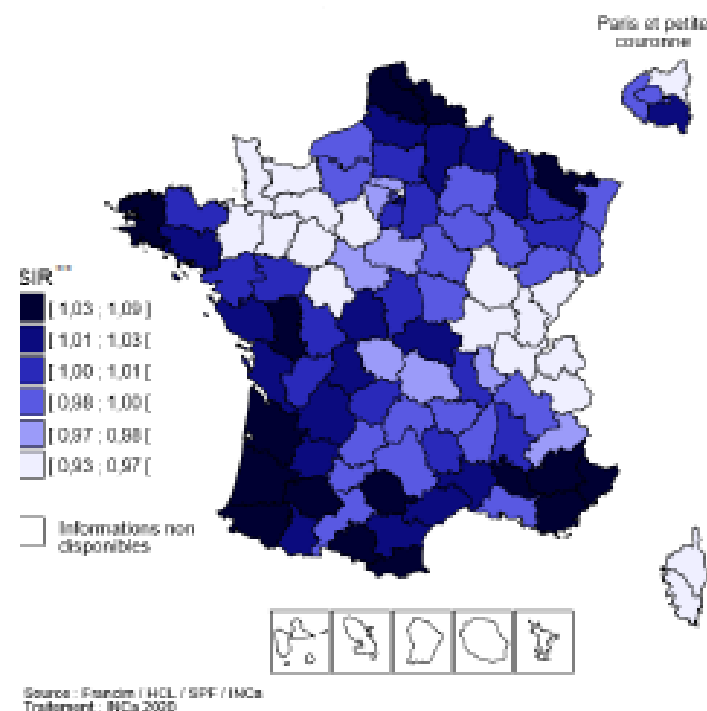 Paris et petite
couronne
SIR**
[ 1,03 ; 1,09 ]
[ 1,01 ; 1,03 [
[ 1,00 ; 1,01 [
[ 0,98 ; 1,00 [
[ 0,97 ; 0,98 [
[ 0,93 ; 0,97 [
Informations non
disponibles
Source : Francim / HCL / SPF / INCa
Traitement : INCa 2020